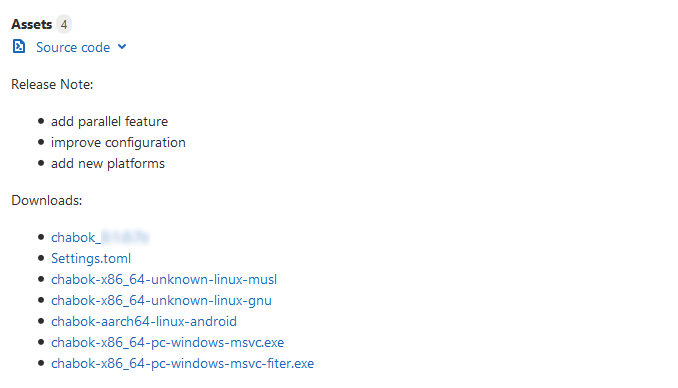 Assets 4
Source code
Release Note:
add parallel feature
improve configuration
add new platforms
Downloads:
chabok_
Settings.toml
chabok-x86_64-unknown-linux-musl
chabok-x86_64-unknown-linux-gnu
chabok-aarch64-linux-android
chabok-x86_64-pc-windows-msvc.exe
chabok-x86_64-pc-windows-msvc-fiter.exe